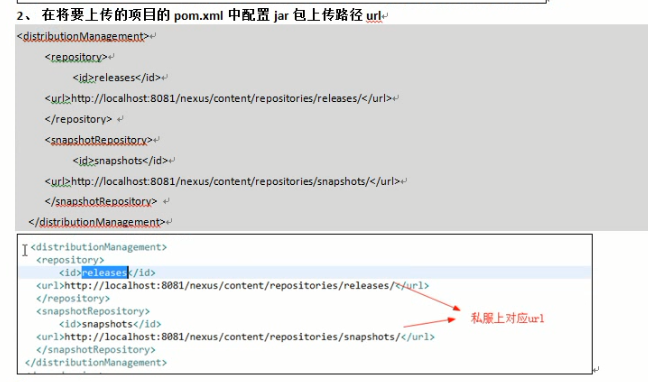 2、 在将要上传的项目的 pom.xml 中配置 jar 包上传路径 url
<distributionManagement>
<repository>
<id>releases</id>
<url>http://localhost:8081/nexus/content/repositories/releases/</url>
</repository>
<snapshotRepository>
<id>snapshots</id>
<url>http://localhost:8081/nexus/content/repositories/snapshots/</url>
</snapshotRepository>
</distributionManagement>
<distributionManagement>
<repository>
<id>releases</id>
<url>http://localhost:8081/nexus/content/repositories/releases/</url>
</repository>
<snapshotRepository>
<id>snapshots</id>
<url>http://localhost:8081/nexus/content/repositories/snapshots/</url>
</snapshotRepository>
</distributionManagement>
私服上对应url